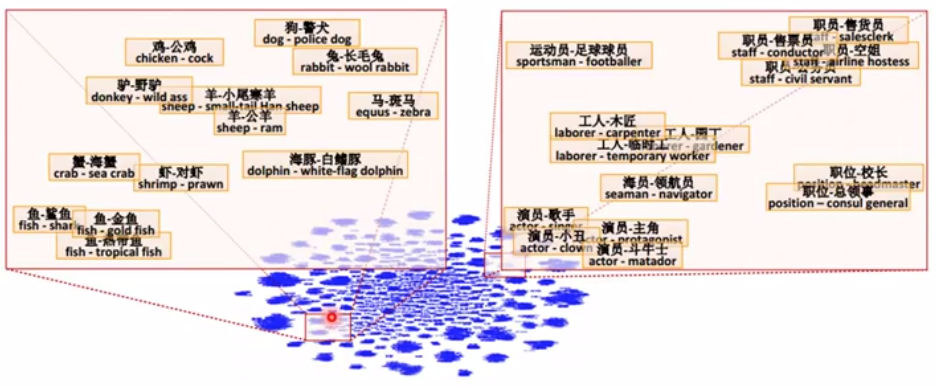 狗-警犬
dog - police dog
鸡-公鸡
chicken - cock
兔-长毛兔
rabbit - wool rabbit
驴-野驴
donkey - wild ass
羊-小尾寒羊
sheep - small-tail Han sheep
马-斑马
equus - zebra
羊-公羊
sheep - ram
蟹-海蟹
crab - sea crab
虾-对虾
shrimp - prawn
海豚-白鳍豚
dolphin - white-flag dolphin
鱼-鲨鱼
fish - shar
鱼-金鱼
fish - gold fish
鱼-热带鱼
fish - tropical fish
职员-售货员
staff - salesclerk
运动员-足球球员
sportsman - footballer
职员-售票员
staff - conductor
职员-空姐
staff - airline hostess
职员-公务员
staff - civil servant
工人-木匠
laborer - carpenter
工人-园工
gardener
工人-临时工
laborer - temporary worker
海员-领航员
seaman - navigator
职位-校长
position - headmaster
职位-总领事
position – consul general
演员-歌手
actor - singer
演员-主角
actor - protagonist
演员-小丑
actor - clown
演员-斗牛士
actor - matador